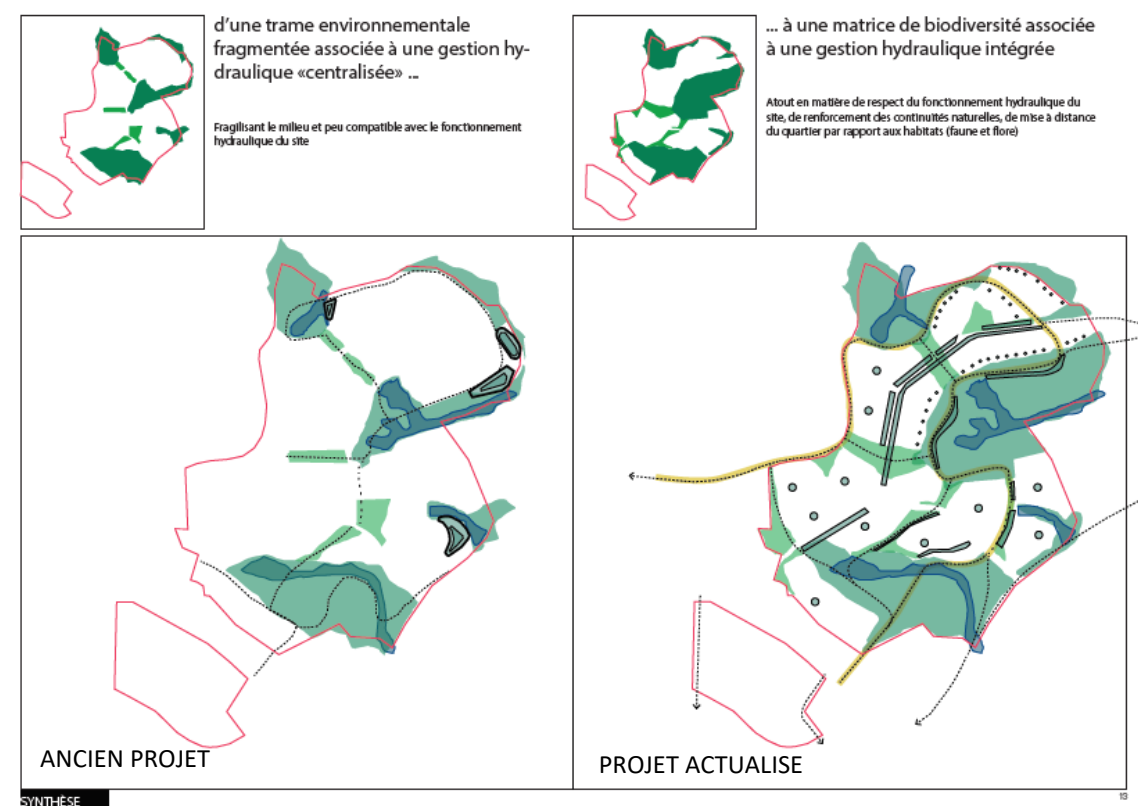 d'une trame environnementale
fragmentée associée à une gestion hy-
draulique «centralisée» ...
Fragilisant le milieu et peu compatible avec le fonctionnement
hydraulique du site
... à une matrice de biodiversité associée
à une gestion hydraulique intégrée
Atout en matière de respect du fonctionnement hydraulique du
site, de renforcement des continuités naturelles, de mise à distance
du quartier par rapport aux habitats (faune et flore)
ANCIEN PROJET
PROJET ACTUALISE
SYNTHÈSE
13